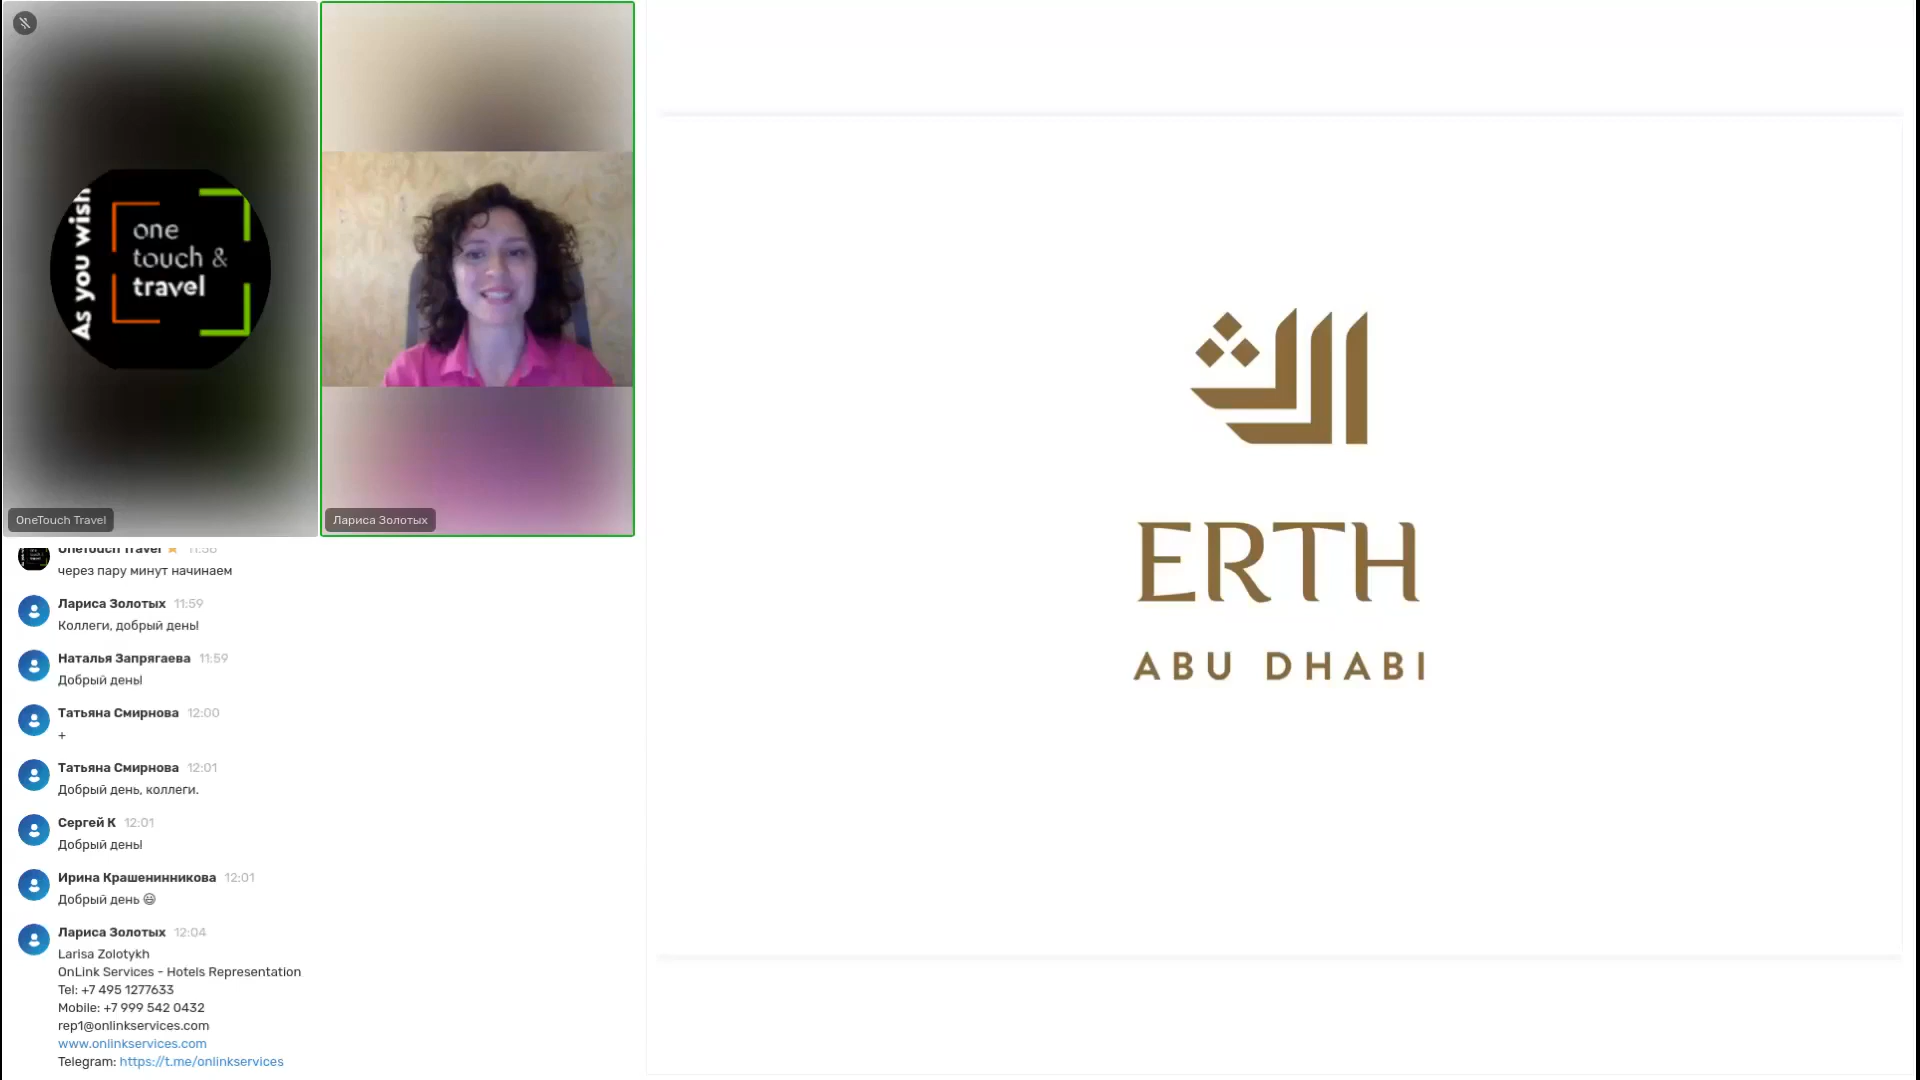 As you wish
one
touch &
travel
OneTouch Travel
Лариса Золотых
OneTouch Travel 11:58
через пару минут начинаем
Лариса Золотых 11:59
Коллеги, добрый день!
Наталья Запрягаева 11:59
Добрый день!
Татьяна Смирнова 12:00
+
Татьяна Смирнова 12:01
Добрый день, коллеги.
Сергей К 12:01
Добрый день!
Ирина Крашенинникова 12:01
Добрый день 😃
Лариса Золотых 12:04
Larisa Zolotykh
OnLink Services - Hotels Representation
Tel: +7 495 1277633
Mobile: +7 999 542 0432
rep1@onlinkservices.com
www.onlinkservices.com
Telegram: https://t.me/onlinkservices
ERTH
ABU DHABI